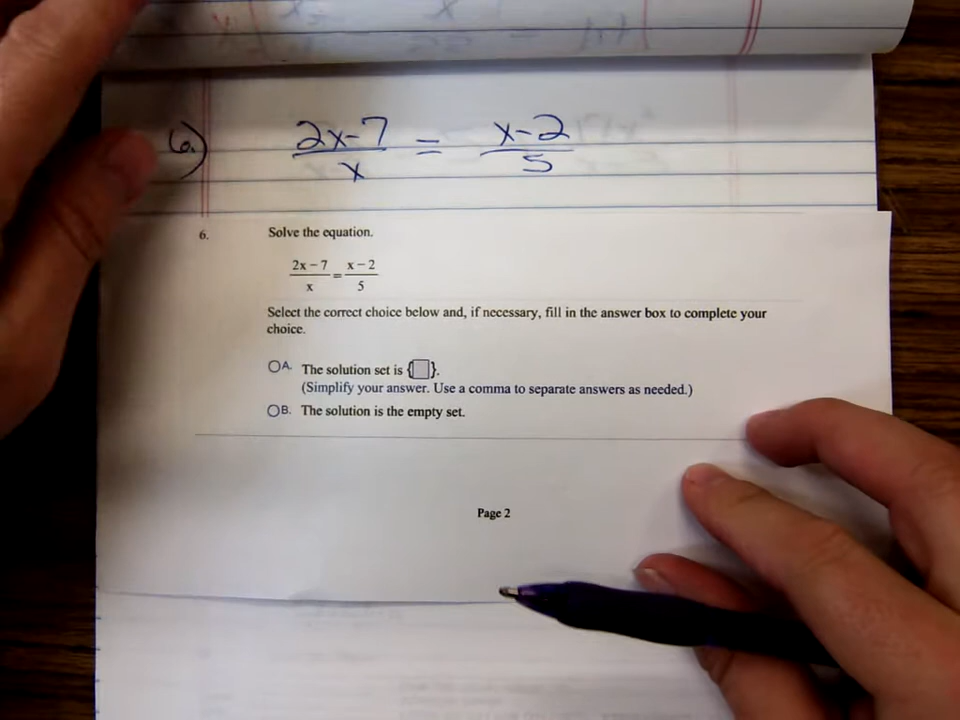 6.) 2x-7 = x-2
x 5
6. Solve the equation.
2x − 7 = x − 2
x 5
Select the correct choice below and, if necessary, fill in the answer box to complete your
choice.
A. The solution set is { }.
(Simplify your answer. Use a comma to separate answers as needed.)
B. The solution is the empty set.
Page 2